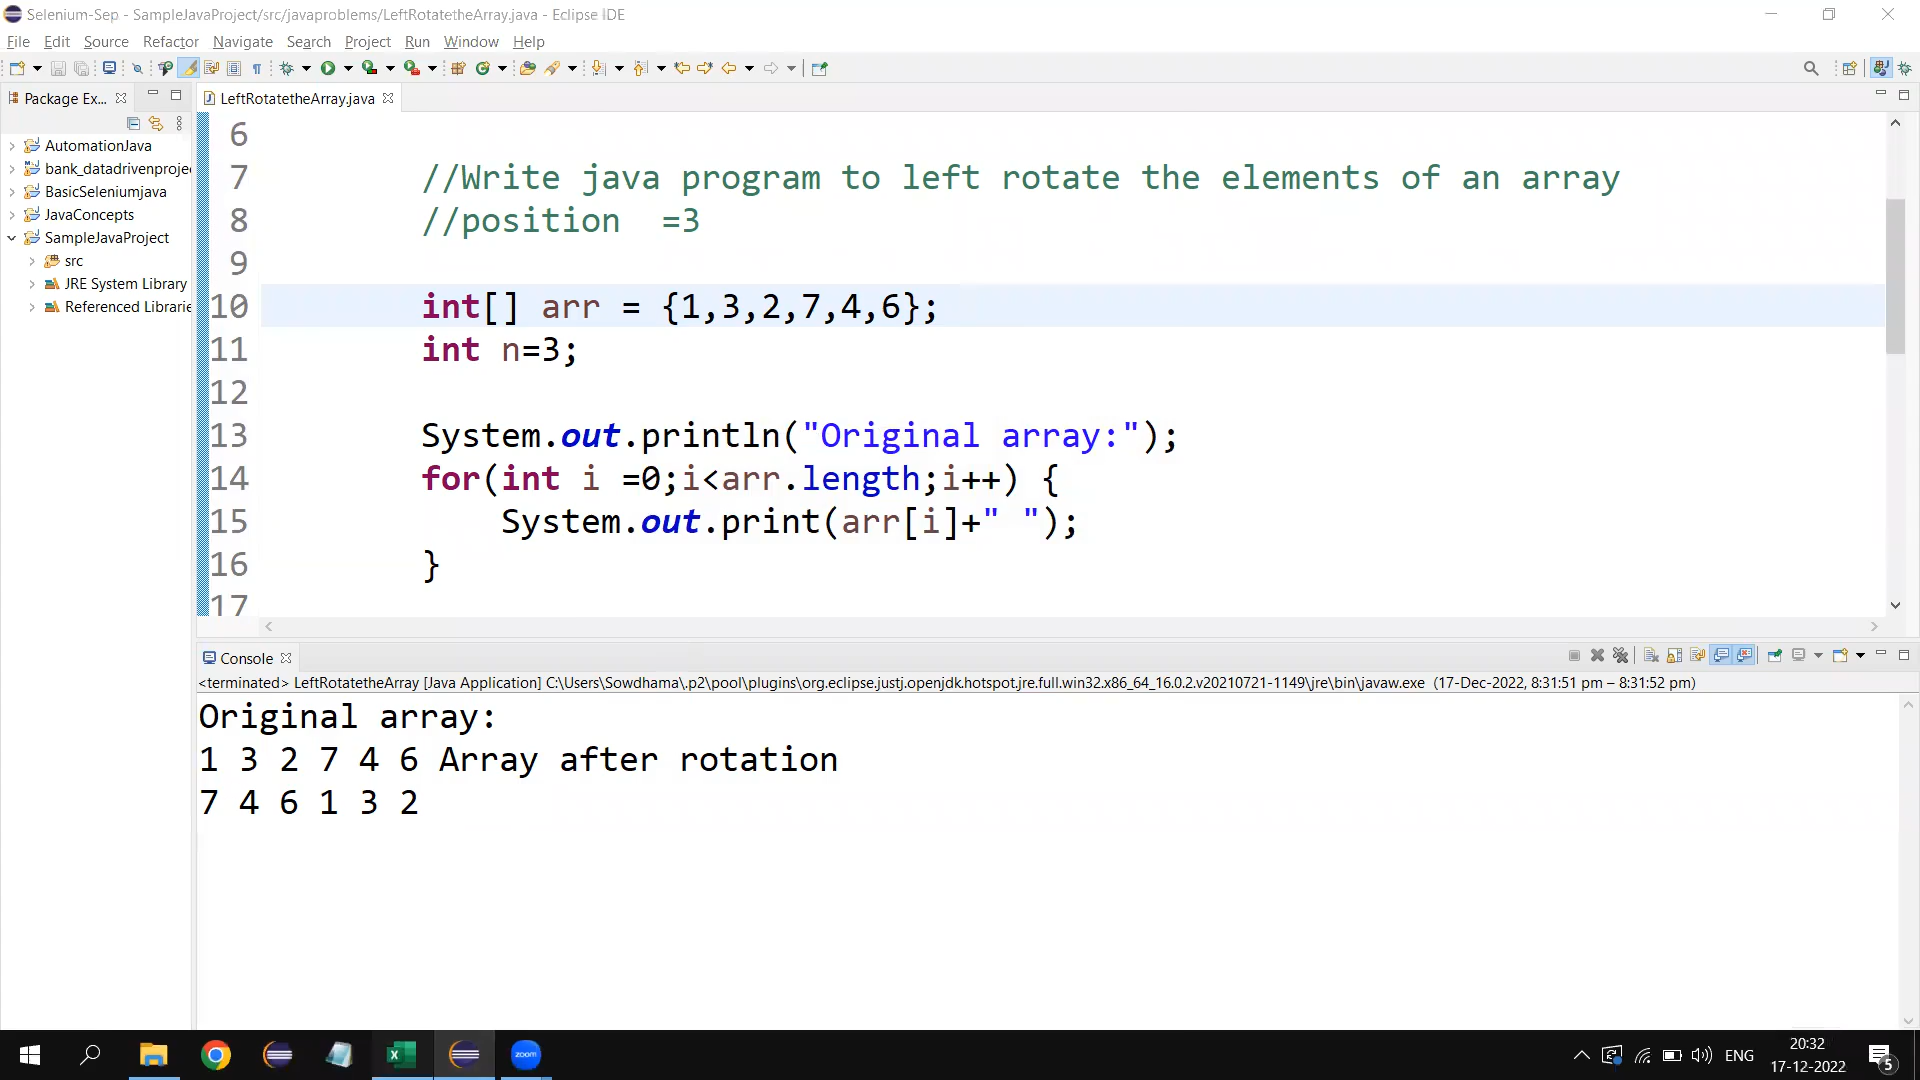 Selenium-Sep - SampleJavaProject/src/javaproblems/LeftRotatetheArray.java - Eclipse IDE
File Edit Source Refactor Navigate Search Project Run Window Help
Package Ex...
LeftRotatetheArray.java
AutomationJava
bank_datadrivenproje
BasicSeleniumjava
JavaConcepts
SampleJavaProject
src
JRE System Library
Referenced Librarie
6
7 //Write java program to left rotate the elements of an array
8 //position  =3
9
10 int[] arr = {1,3,2,7,4,6};
11 int n=3;
12
13 System.out.println("Original array:");
14 for(int i =0;i<arr.length;i++) {
15 System.out.print(arr[i]+" ");
16 }
17
Console
<terminated> LeftRotatetheArray [Java Application] C:\Users\Sowdhama\.p2\pool\plugins\org.eclipse.justj.openjdk.hotspot.jre.full.win32.x86_64_16.0.2.v20210721-1149\jre\bin\javaw.exe (17-Dec-2022, 8:31:51 pm – 8:31:52 pm)
Original array:
1 3 2 7 4 6 Array after rotation
7 4 6 1 3 2
zoom
ENG
20:32
17-12-2022
5